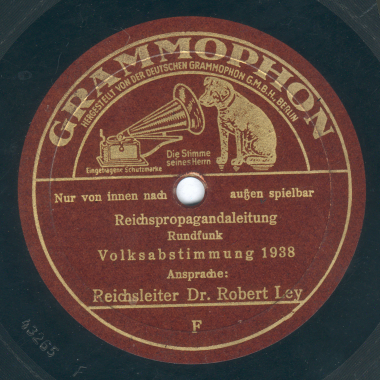 GRAMMOPHON
HERGESTELLT VON DER DEUTSCHEN GRAMMOPHON G.M.B.H., BERLIN
Die Stimme
seines Herrn
Eingetragene Schutzmarke
Nur von innen nach außen spielbar
Reichspropagandaleitung
Rundfunk
Volksabstimmung 1938
Ansprache:
Reichsleiter Dr. Robert Ley
F
43265
F